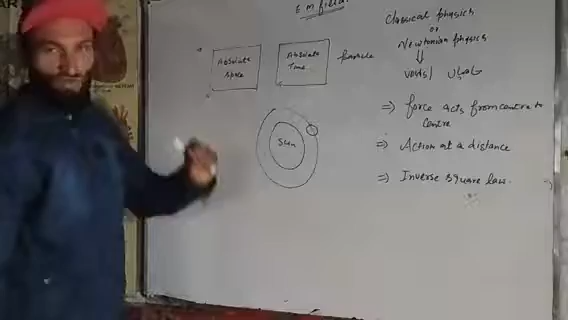 E M field
Absolute
Space
Absolute
Time
Particle
Sun
Classical physics
or
Newtonian physics
⇓
⇒ force acts from centre to
centre
⇒ Action at a distance
⇒ Inverse square law.